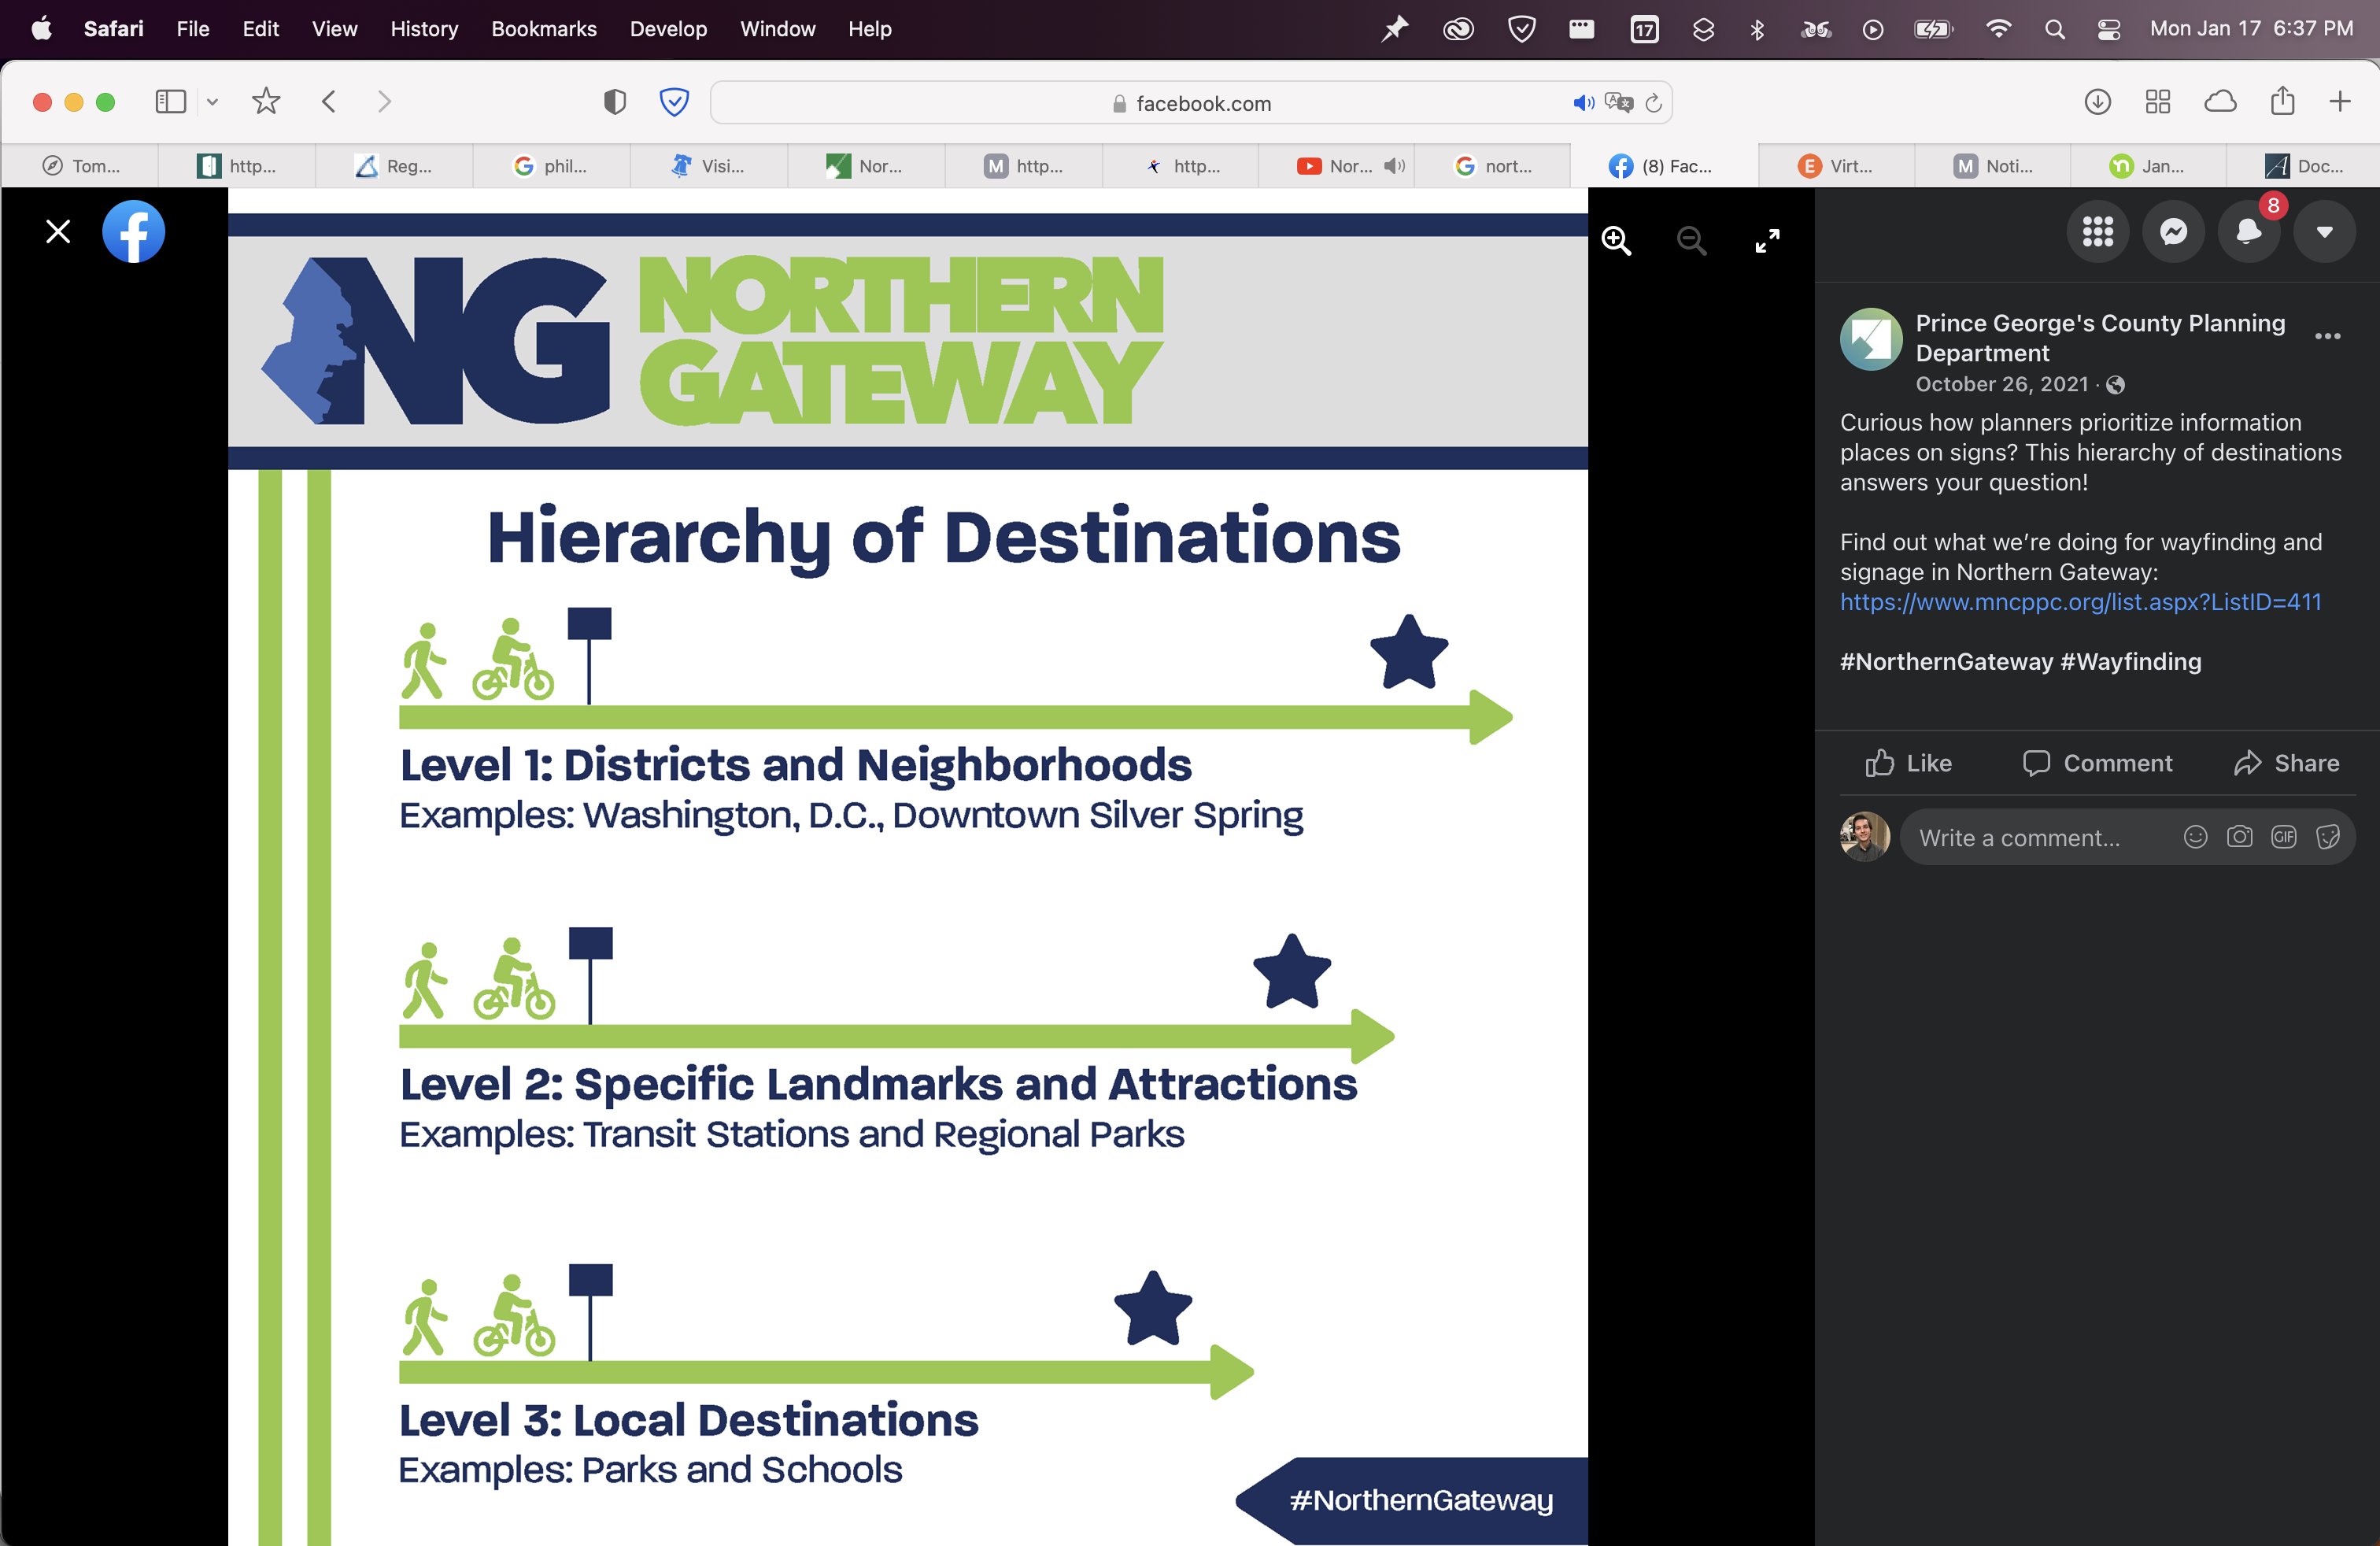 Safari File Edit View History Bookmarks Develop Window Help
17
Mon Jan 17 6:37 PM
facebook.com
Tom...
http...
Reg...
phil...
Visi...
Nor...
M http...
http...
Nor...
nort...
(8) Fac...
E Virt...
M Noti...
Jan...
Doc...
NG NORTHERN
GATEWAY
Hierarchy of Destinations
Level 1: Districts and Neighborhoods
Examples: Washington, D.C., Downtown Silver Spring
Level 2: Specific Landmarks and Attractions
Examples: Transit Stations and Regional Parks
Level 3: Local Destinations
Examples: Parks and Schools
#NorthernGateway
8
Prince George's County Planning
Department
October 26, 2021 ·
Curious how planners prioritize information
places on signs? This hierarchy of destinations
answers your question!
Find out what we’re doing for wayfinding and
signage in Northern Gateway:
https://www.mncppc.org/list.aspx?ListID=411
#NorthernGateway #Wayfinding
Like Comment Share
Write a comment...
GIF